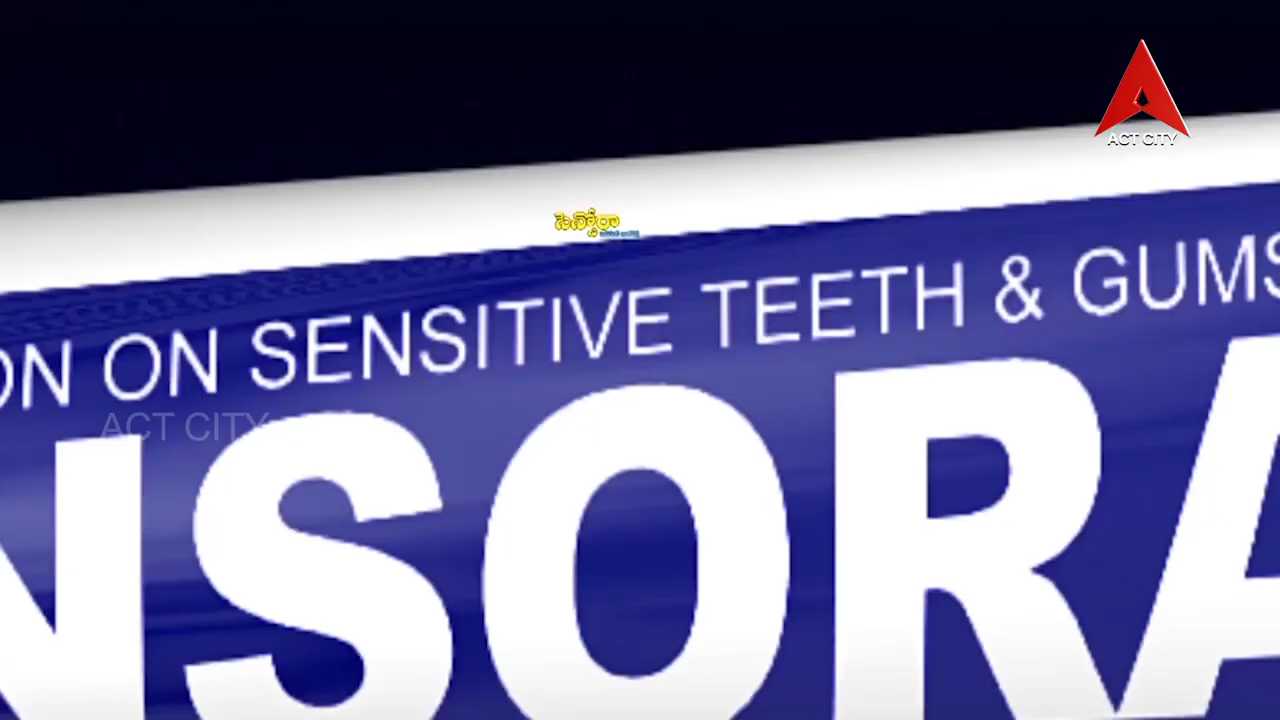 ACT CITY
సెన్సోరా
ON ON SENSITIVE TEETH & GUMS
ACT CITY
NSORA